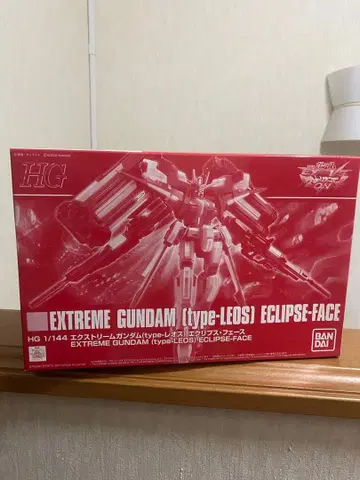 HG
EXTREME GUNDAM (type-LEOS) ECLIPSE-FACE
HG 1/144 エクストリームガンダム(type-レオス) エクリプス・フェース
EXTREME GUNDAM (type-LEOS) ECLIPSE-FACE
BAN
DAI